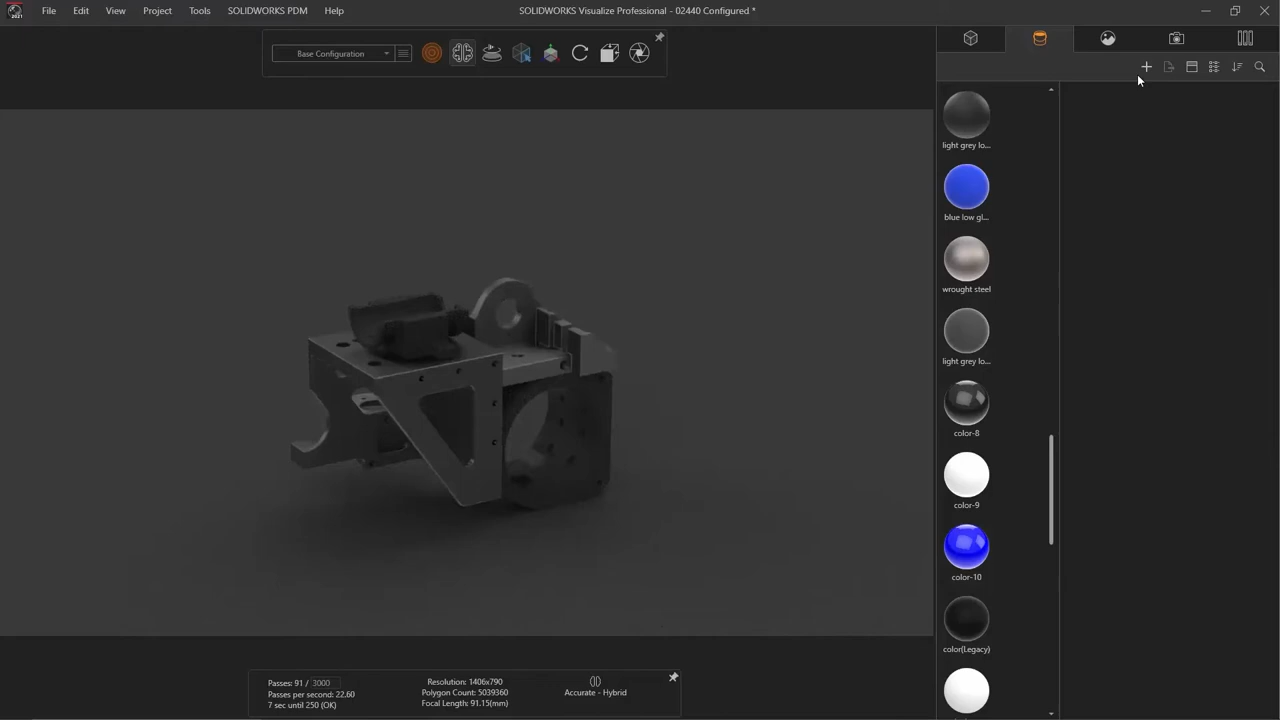 2021
File Edit View Project Tools SOLIDWORKS PDM Help
SOLIDWORKS Visualize Professional - 02440 Configured *
Base Configuration
light grey lo...
blue low gl...
wrought steel
light grey lo...
color-8
color-9
color-10
color(Legacy)
Passes: 91 / 3000
Passes per second: 22.60
7 sec until 250 (OK)
Resolution: 1406x790
Polygon Count: 5039360
Focal Length: 91.15(mm)
Accurate - Hybrid